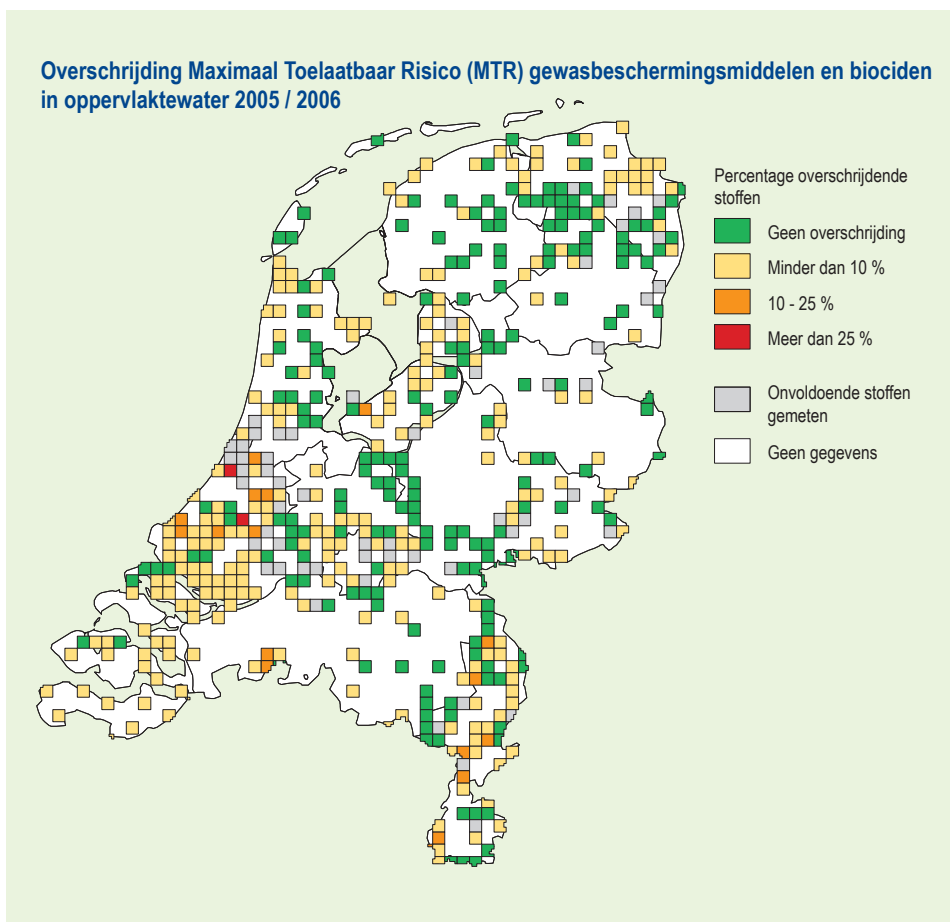 Overschrijding Maximaal Toelaatbaar Risico (MTR) gewasbeschermingsmiddelen en biociden
in oppervlaktewater 2005 / 2006
Percentage overschrijdende
stoffen
Geen overschrijding
Minder dan 10 %
10 - 25 %
Meer dan 25 %
Onvoldoende stoffen
gemeten
Geen gegevens